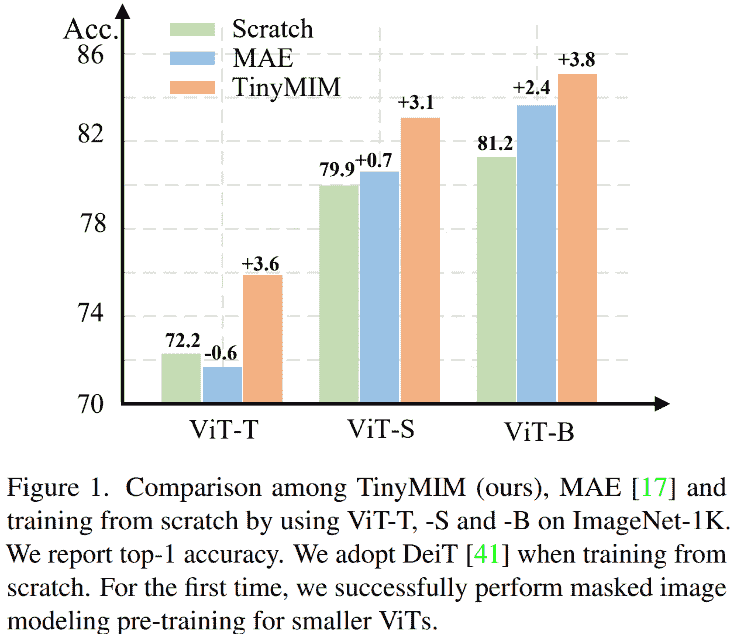 Acc.
86
82
78
74
70
Scratch
MAE
TinyMIM
72.2
-0.6
+3.6
79.9
+0.7
+3.1
81.2
+2.4
+3.8
ViT-T
ViT-S
ViT-B
Figure 1. Comparison among TinyMIM (ours), MAE [17] and
training from scratch by using ViT-T, -S and -B on ImageNet-1K.
We report top-1 accuracy. We adopt DeiT [41] when training from
scratch. For the first time, we successfully perform masked image
modeling pre-training for smaller ViTs.